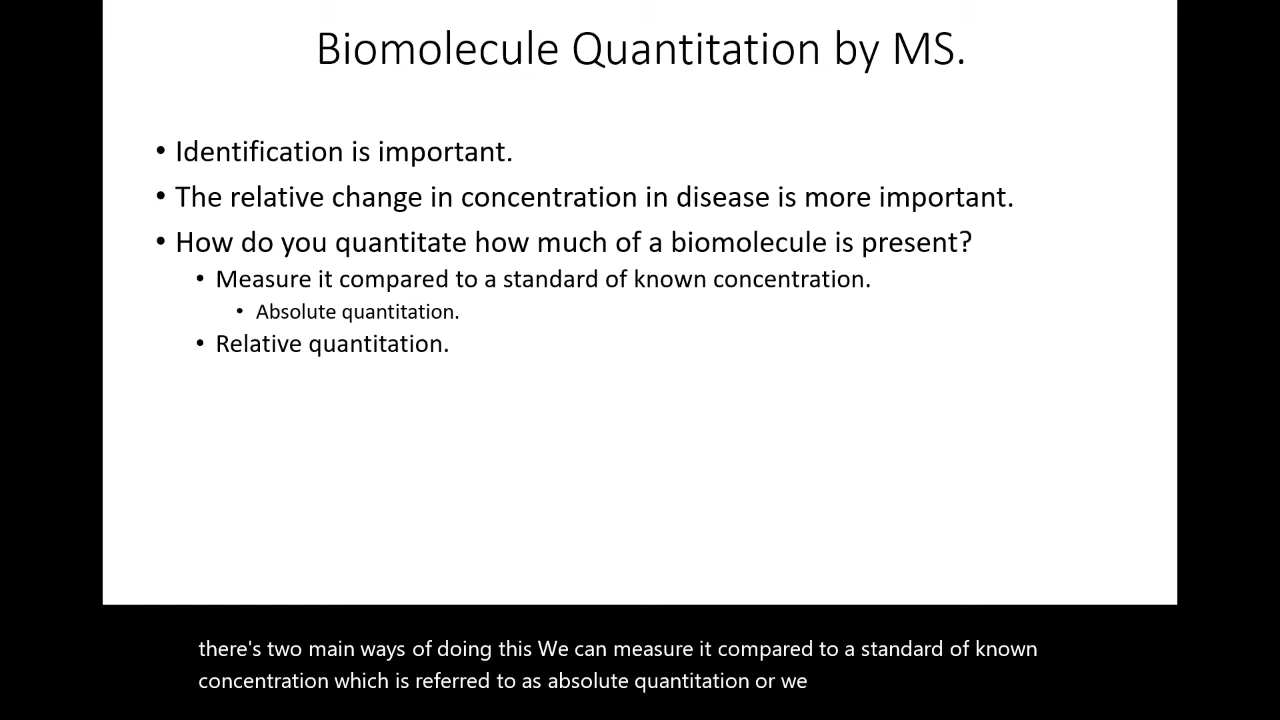 Biomolecule Quantitation by MS.
• Identification is important.
• The relative change in concentration in disease is more important.
• How do you quantitate how much of a biomolecule is present?
• Measure it compared to a standard of known concentration.
• Absolute quantitation.
• Relative quantitation.
there's two main ways of doing this We can measure it compared to a standard of known
concentration which is referred to as absolute quantitation or we